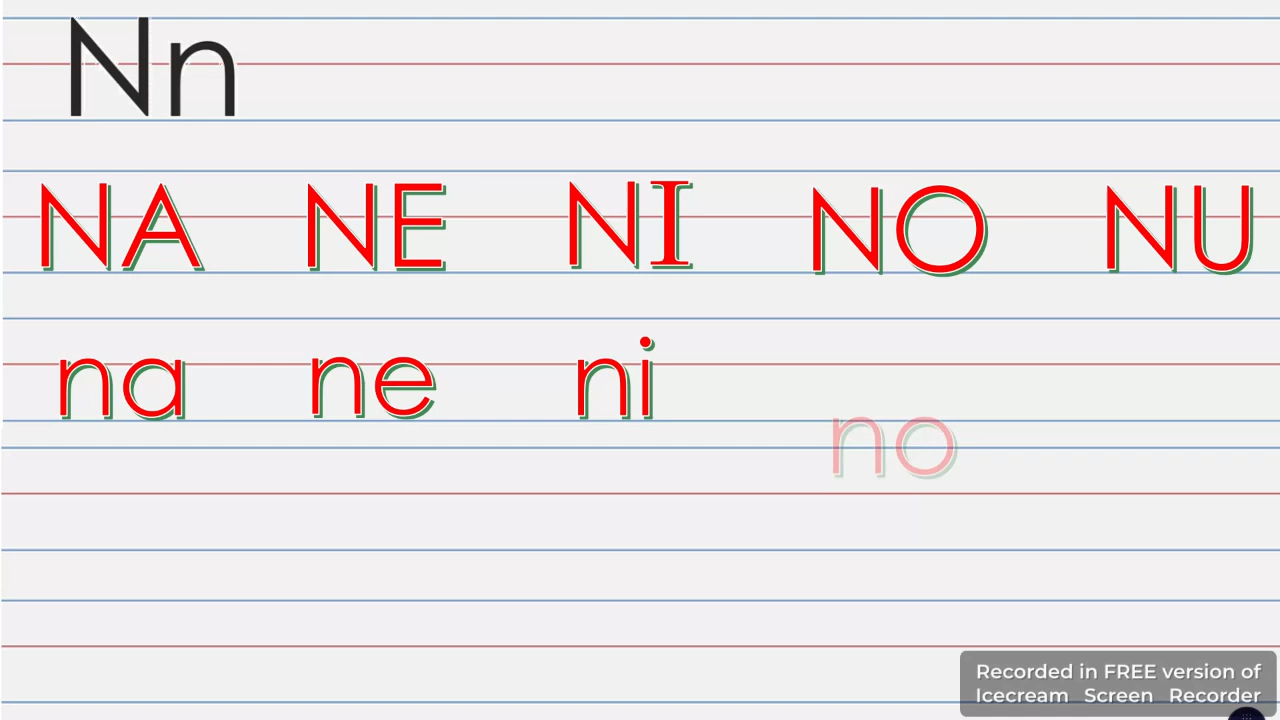 Nn
NA NE NI NO NU
na ne ni
no
Recorded in FREE version of
Icecream Screen Recorder